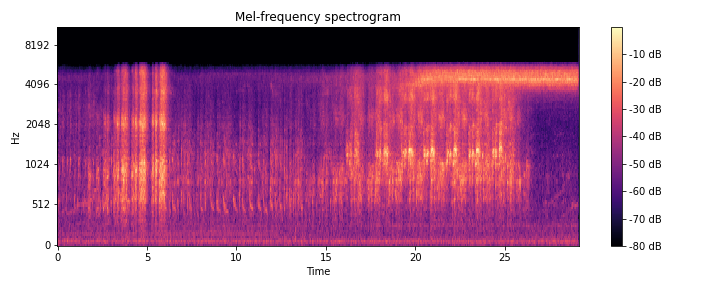 Mel-frequency spectrogram
Hz
8192
4096
2048
1024
512
0
0 5 10 15 20 25
Time
-10 dB
-20 dB
-30 dB
-40 dB
-50 dB
-60 dB
-70 dB
-80 dB